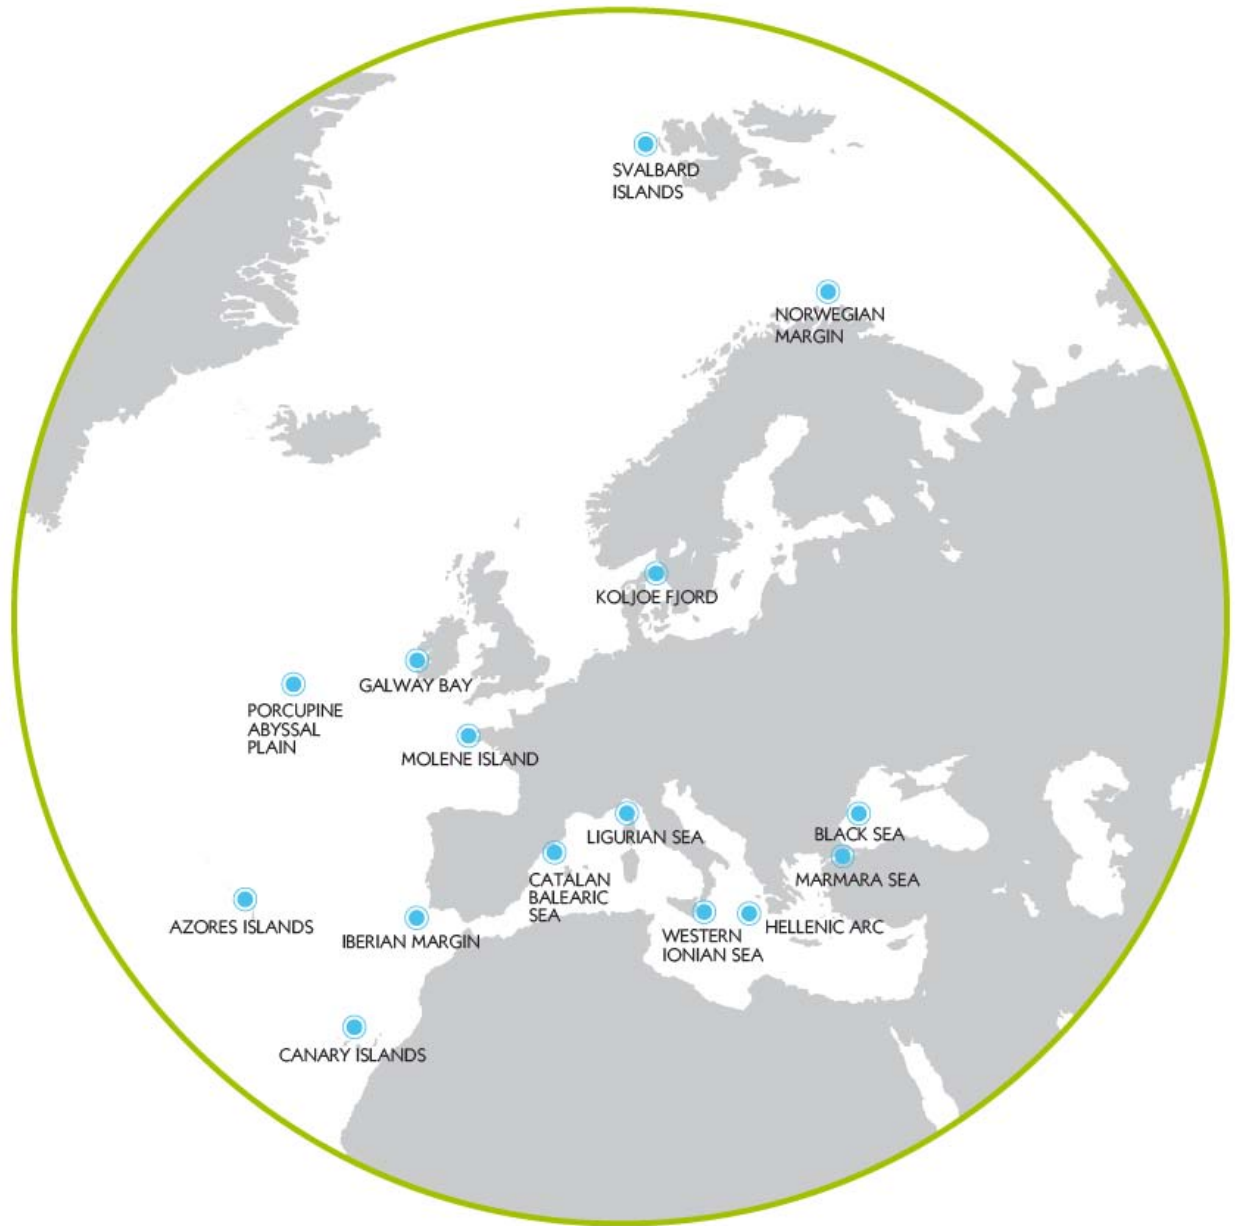 SVALBARD
ISLANDS
NORWEGIAN
MARGIN
KOLJOE FJORD
GALWAY BAY
PORCUPINE
ABYSSAL
PLAIN
MOLENE ISLAND
LIGURIAN SEA
BLACK SEA
CATALAN
BALEARIC
SEA
MARMARA SEA
AZORES ISLANDS
IBERIAN MARGIN
WESTERN
IONIAN SEA
HELLENIC ARC
CANARY ISLANDS